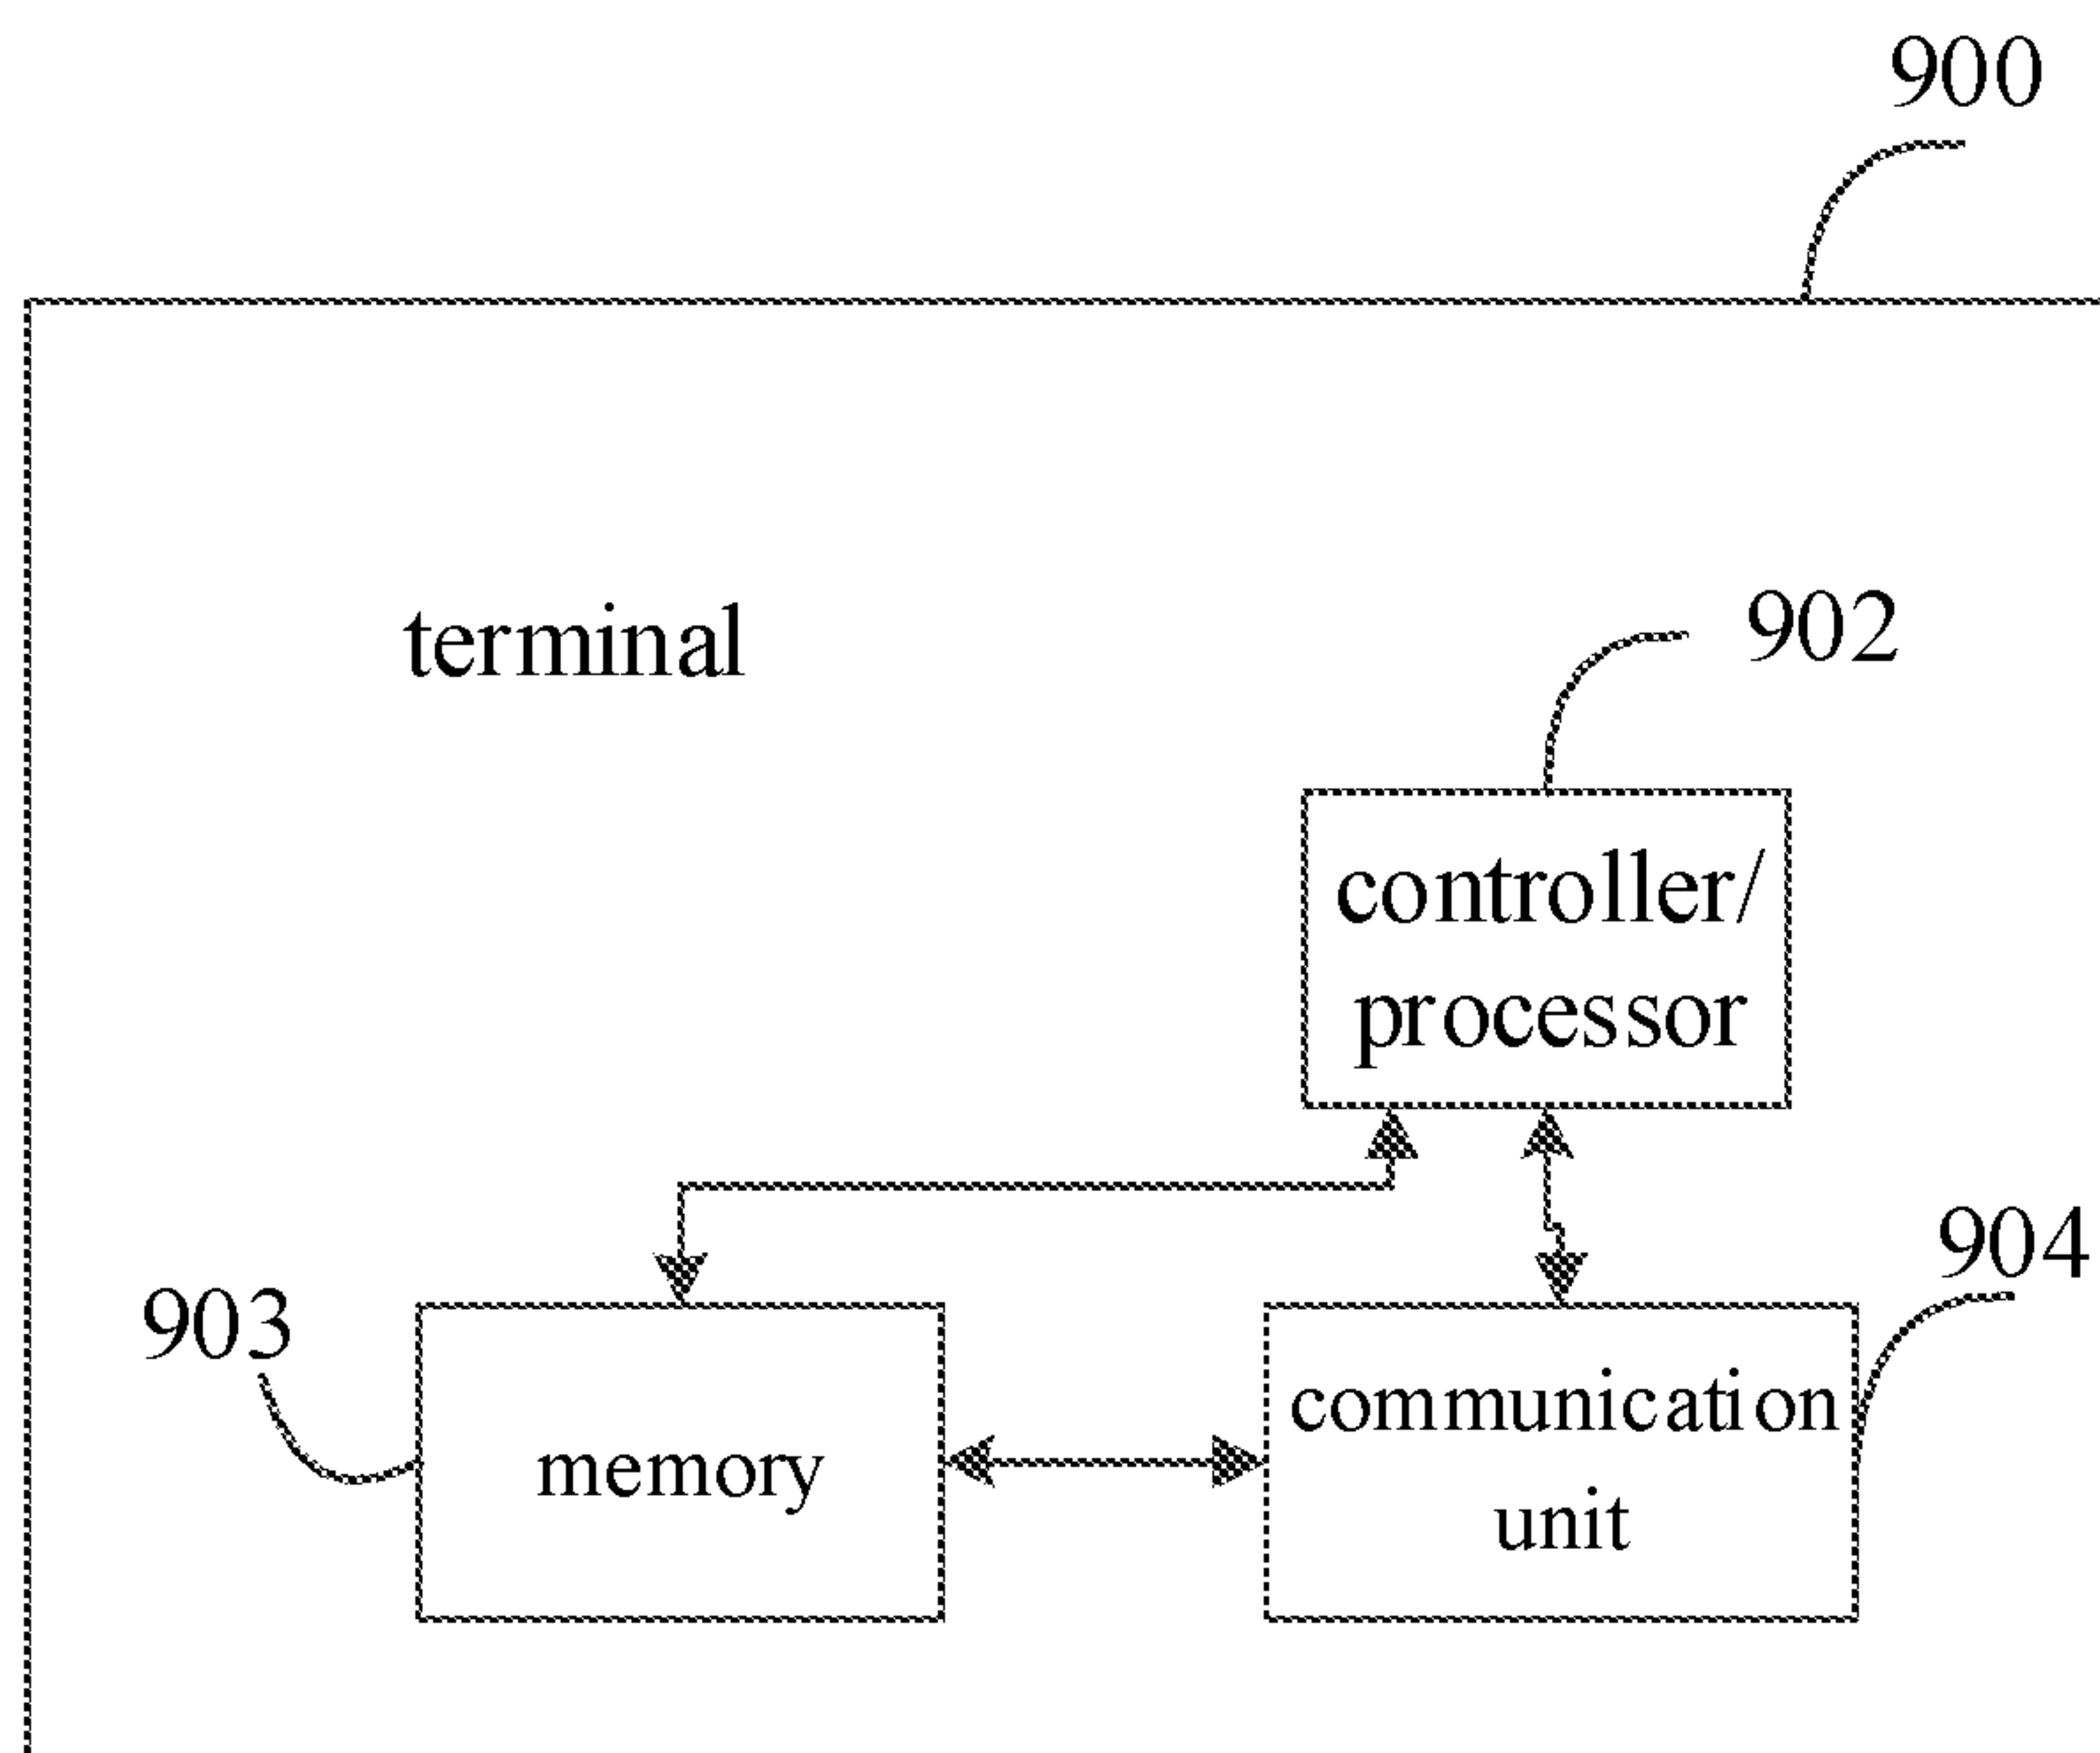 900
terminal
902
controller/
processor
904
903
communication
unit
memory